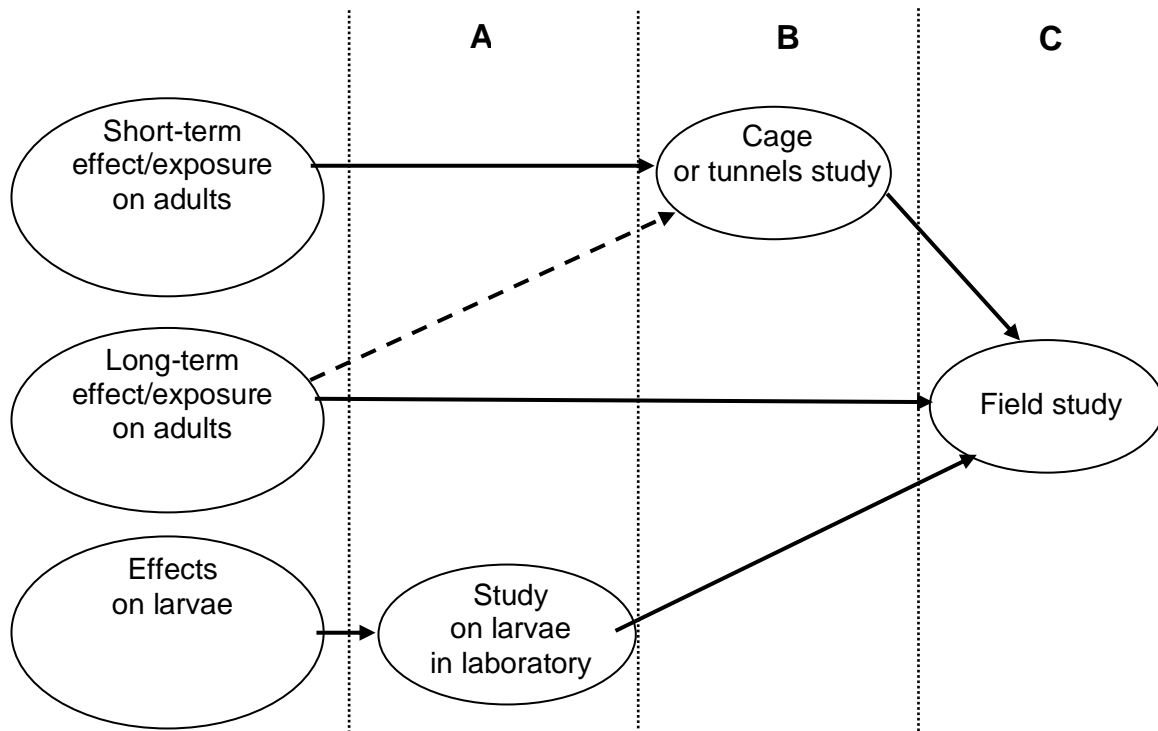 A
B
C
Short-term
effect/exposure
on adults
Cage
or tunnels study
Long-term
effect/exposure
on adults
Field study
Effects
on larvae
Study
on larvae
in laboratory